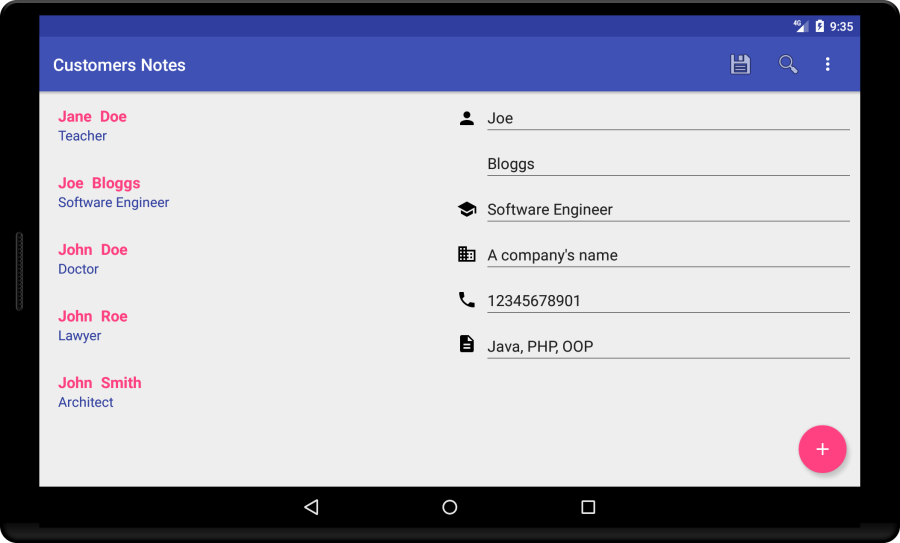 4G 9:35
Customers Notes
Jane Doe
Teacher
Joe Bloggs
Software Engineer
John Doe
Doctor
John Roe
Lawyer
John Smith
Architect
Joe
Bloggs
Software Engineer
A company's name
12345678901
Java, PHP, OOP
+